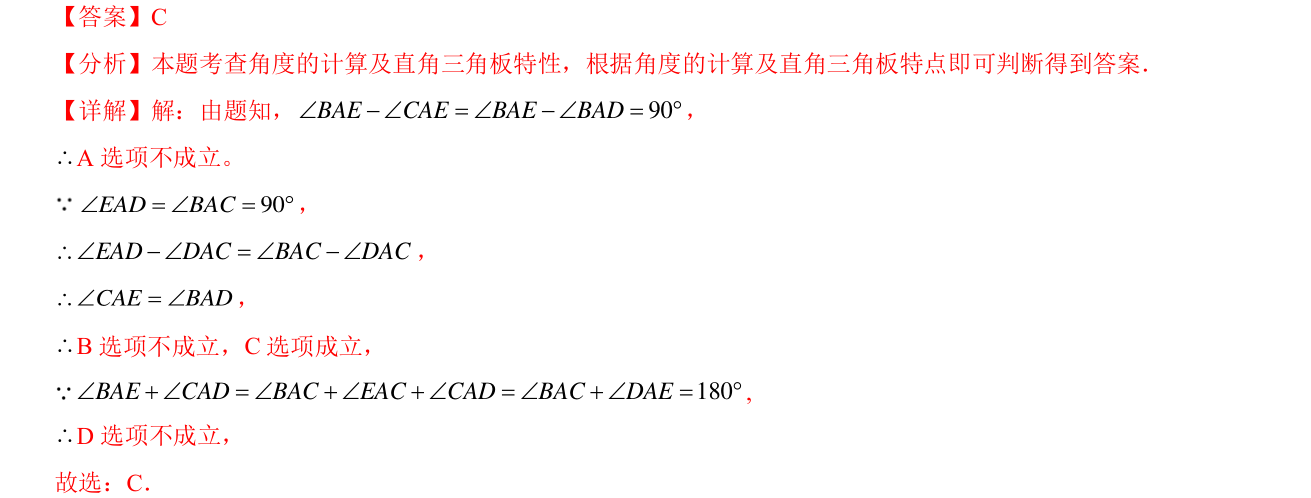 【答案】C
【分析】本题考查角度的计算及直角三角板特性，根据角度的计算及直角三角板特点即可判断得到答案．
【详解】解：由题知，∠BAE−∠CAE=∠BAE−∠BAD=90°，
∴A 选项不成立。
∵∠EAD=∠BAC=90°，
∴∠EAD−∠DAC=∠BAC−∠DAC，
∴∠CAE=∠BAD，
∴B 选项不成立，C 选项成立，
∵∠BAE+∠CAD=∠BAC+∠EAC+∠CAD=∠BAC+∠DAE=180°,
∴D 选项不成立，
故选：C．